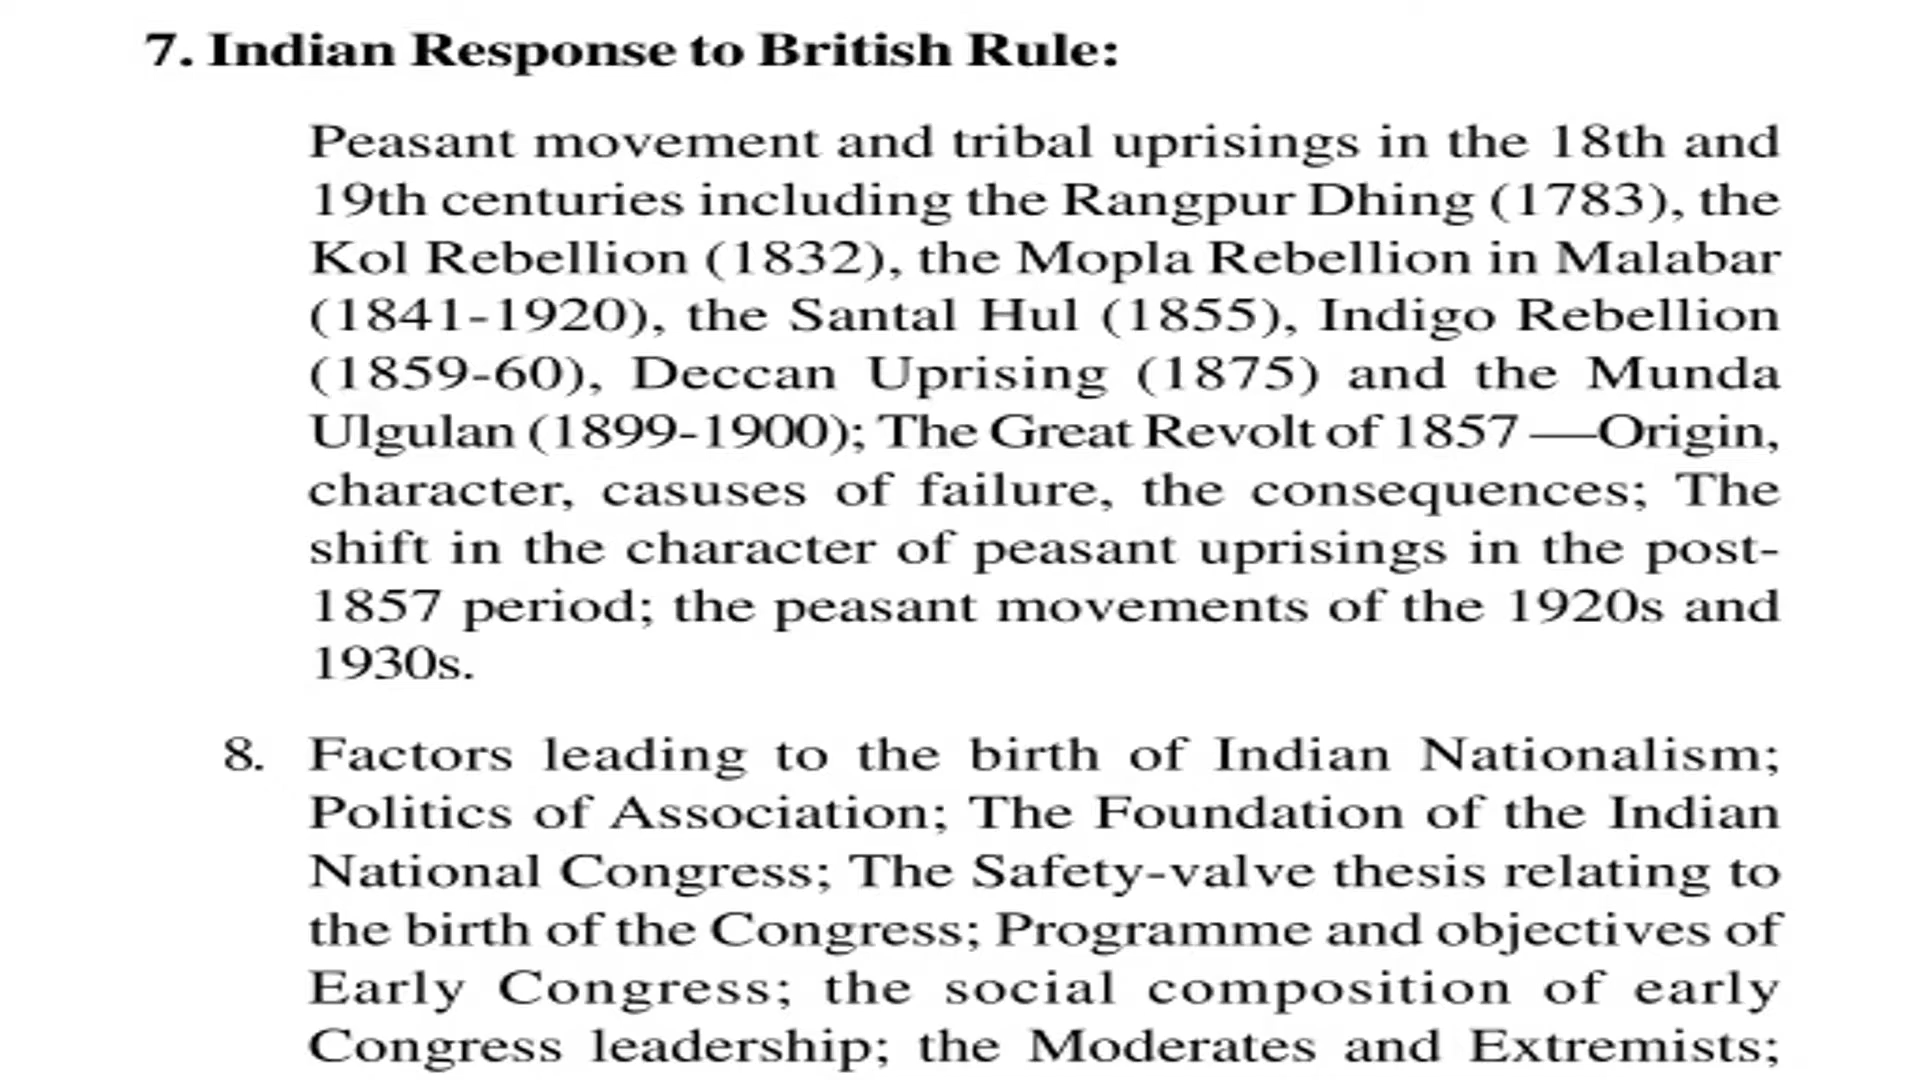 7. Indian Response to British Rule:
Peasant movement and tribal uprisings in the 18th and
19th centuries including the Rangpur Dhing (1783), the
Kol Rebellion (1832), the Mopla Rebellion in Malabar
(1841-1920), the Santal Hul (1855), Indigo Rebellion
(1859-60), Deccan Uprising (1875) and the Munda
Ulgulan (1899-1900); The Great Revolt of 1857 —Origin,
character, casuses of failure, the consequences; The
shift in the character of peasant uprisings in the post-
1857 period; the peasant movements of the 1920s and
1930s.
8. Factors leading to the birth of Indian Nationalism;
Politics of Association; The Foundation of the Indian
National Congress; The Safety-valve thesis relating to
the birth of the Congress; Programme and objectives of
Early Congress; the social composition of early
Congress leadership; the Moderates and Extremists;